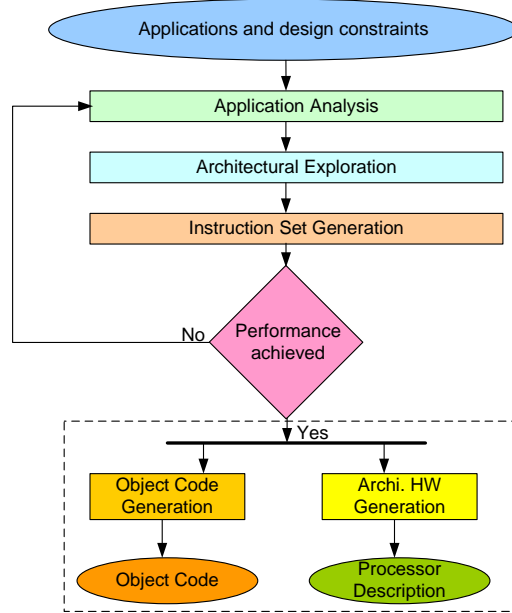 Applications and design constraints
Application Analysis
Architectural Exploration
Instruction Set Generation
Performance
achieved
No
Yes
Object Code
Generation
Archi. HW
Generation
Object Code
Processor
Description